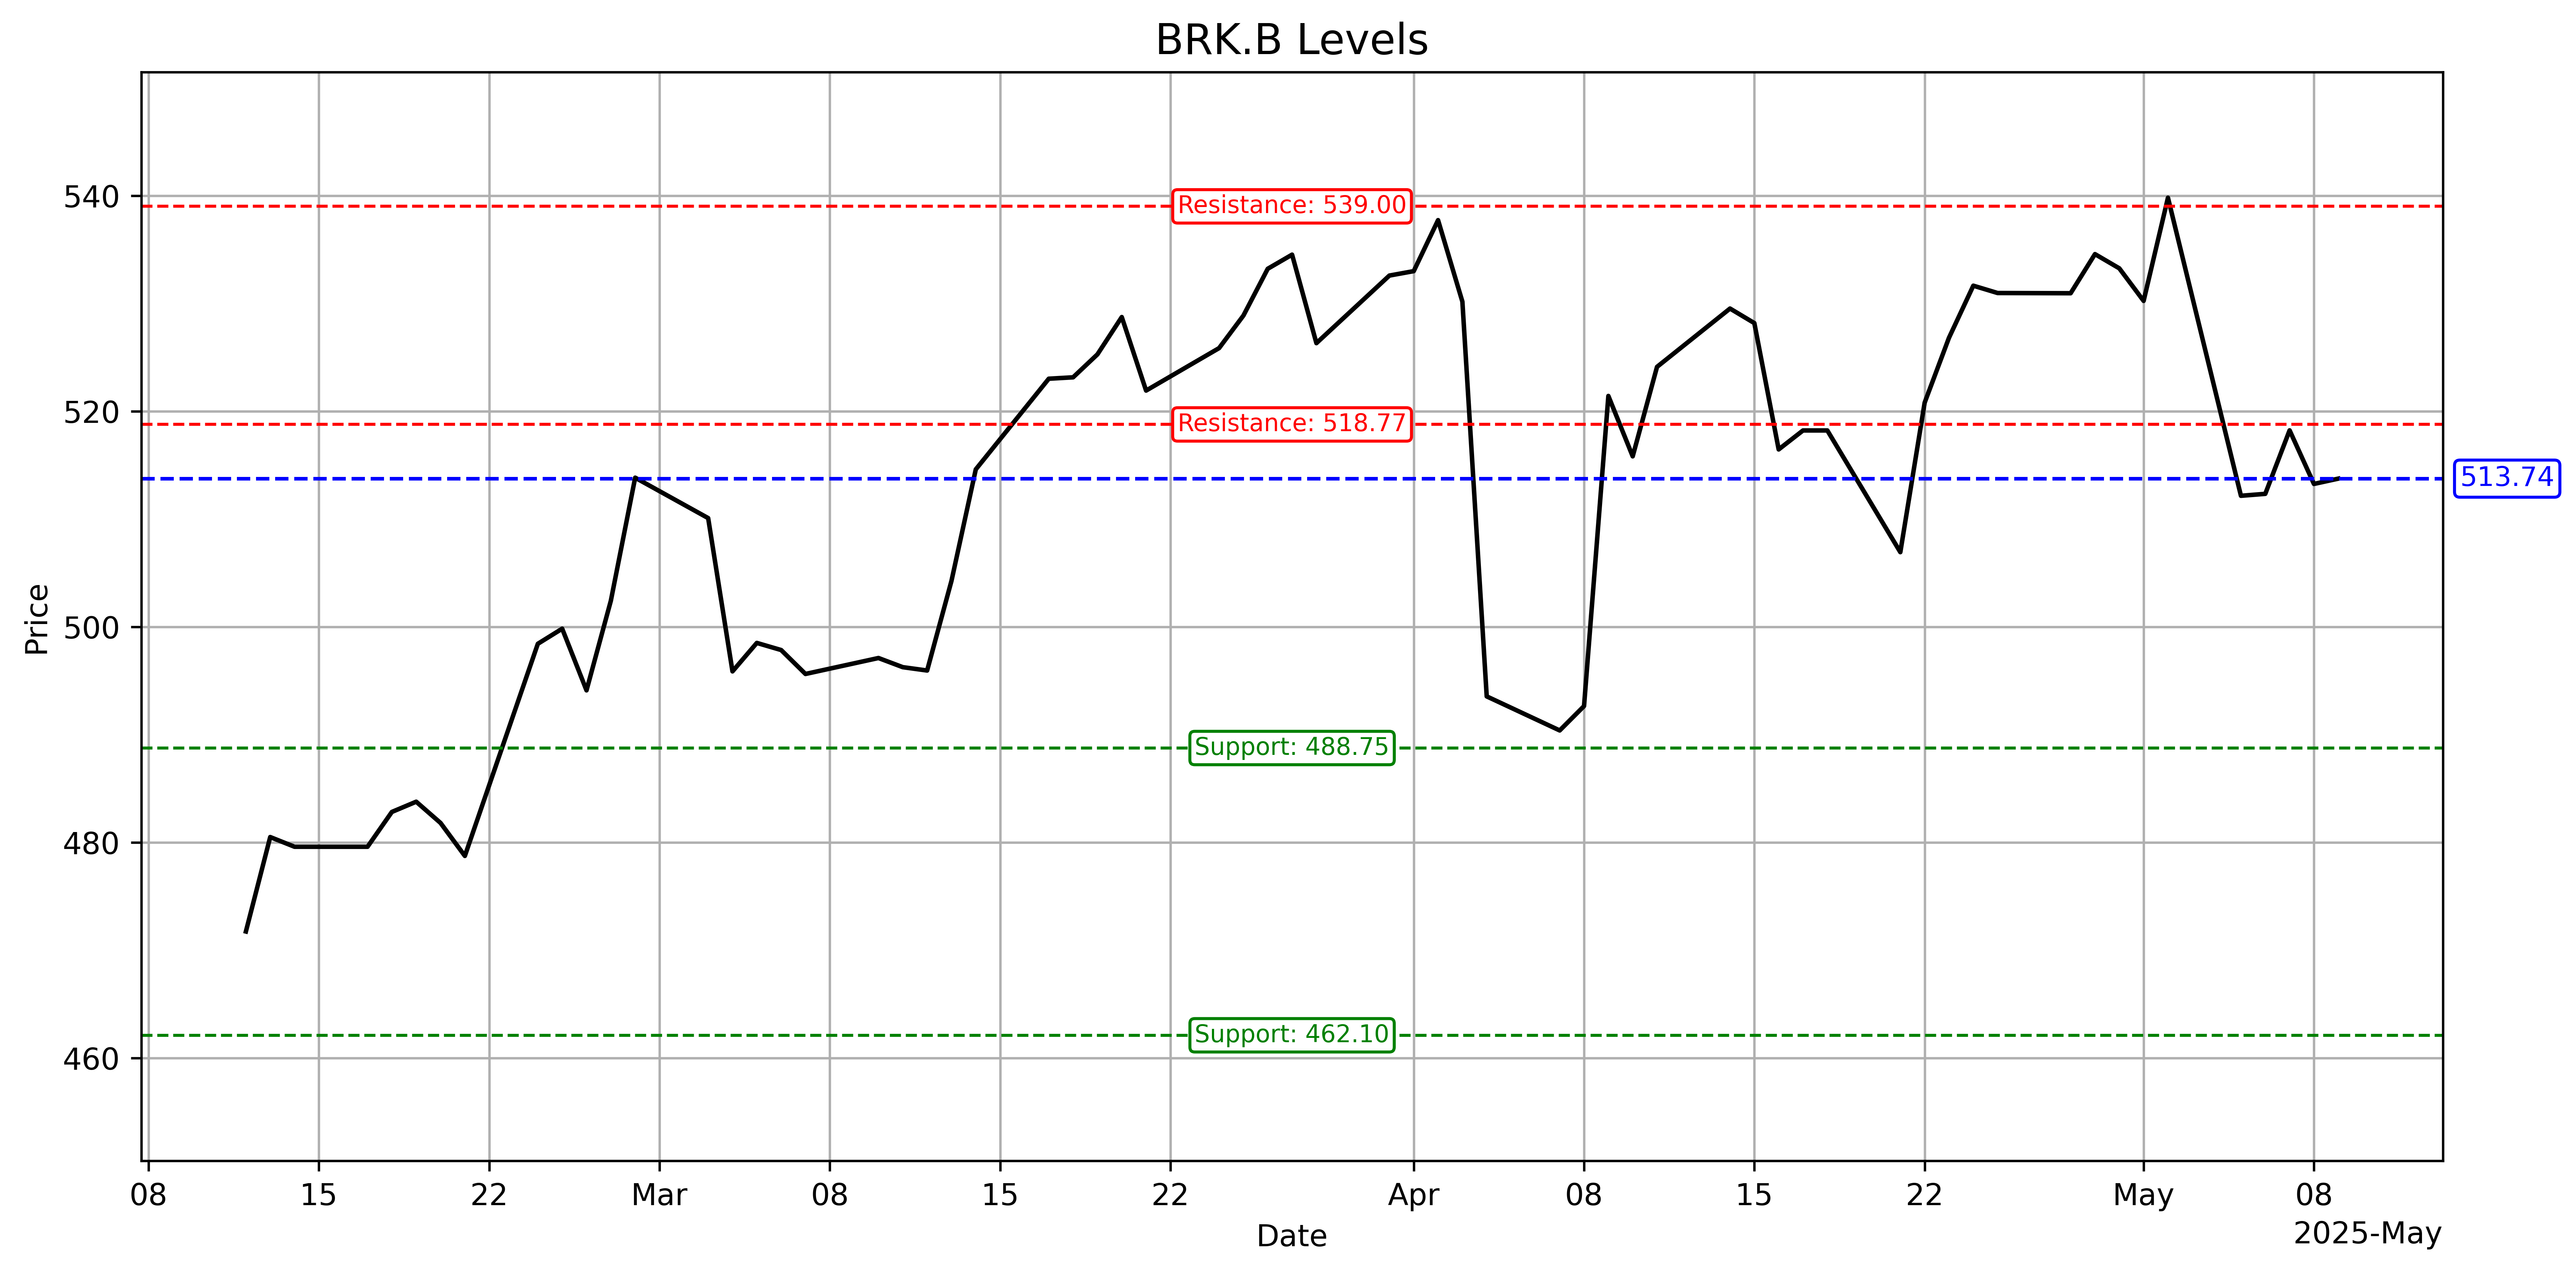 BRK.B Levels
540
Resistance: 539.00
520
Resistance: 518.77
513.74
500
Price
Support: 488.75
480
Support: 462.10
460
08 15 22 Mar 08 15 22 Apr 08 15 22 May 08
Date
2025-May